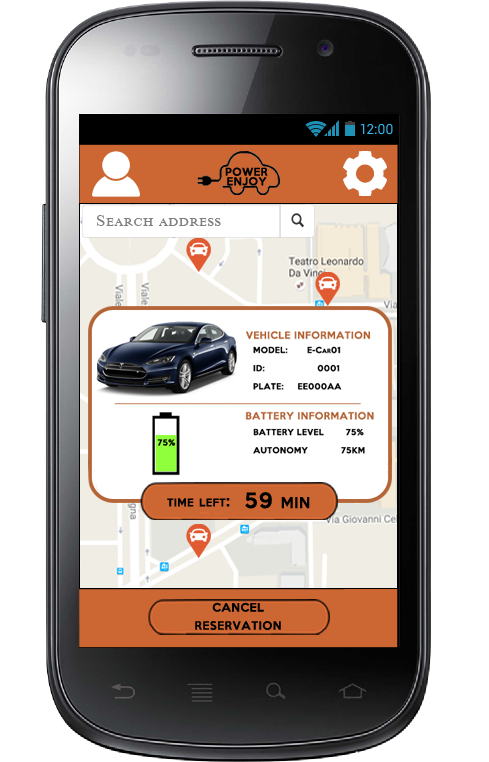 12:00
POWER
ENJOY
SEARCH ADDRESS
Teatro Leonardo
Da Vinci
Viale
Viale
Via
VEHICLE INFORMATION
MODEL: E-CAR01
ID: 0001
PLATE: EE000AA
BATTERY INFORMATION
75%
BATTERY LEVEL 75%
AUTONOMY 75KM
TIME LEFT: 59 MIN
gna
Via Giovanni Cel
CANCEL
RESERVATION